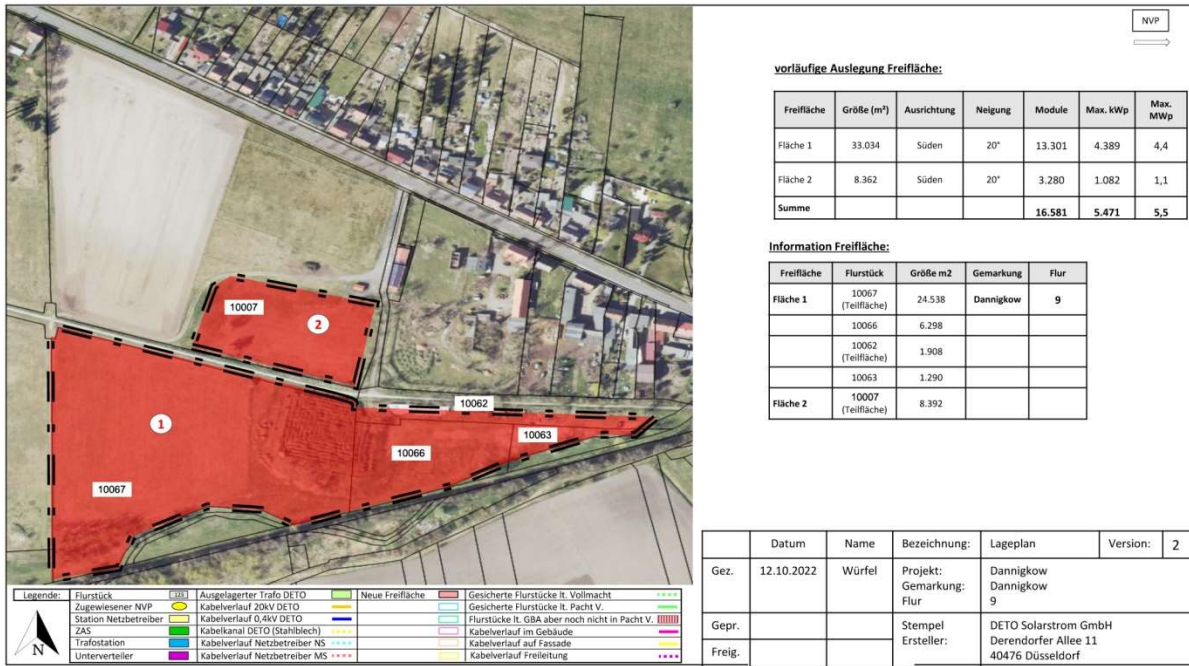 NVP
vorläufige Auslegung Freifläche:
Freifläche Größe (m²) Ausrichtung Neigung Module Max. kWp Max. MWp
Fläche 1 33.034 Süden 20° 13.301 4.389 4,4
Fläche 2 8.362 Süden 20° 3.280 1.082 1,1
Summe 16.581 5.471 5,5
Information Freifläche:
Freifläche Flurstück Größe m2 Gemarkung Flur
Fläche 1 10067 (Teilfläche) 24.538 Dannigkow 9
10066 6.298
10062 (Teilfläche) 1.908
10063 1.290
Fläche 2 10007 (Teilfläche) 8.392
10007
2
10062
1
10063
10066
10067
Datum Name Bezeichnung: Lageplan Version: 2
Gez. 12.10.2022 Würfel Projekt: Dannigkow
Gemarkung: Dannigkow
Flur 9
Gepr. Stempel DETO Solarstrom GmbH
Ersteller: Derendorfer Allee 11
Freig. 40476 Düsseldorf
Legende: Flurstück 123 Ausgelagerter Trafo DETO Neue Freifläche Gesicherte Flurstücke lt. Vollmacht
Zugewiesener NVP Kabelverlauf 20kV DETO Gesicherte Flurstücke lt. Pacht V.
Station Netzbetreiber Kabelverlauf 0,4kV DETO Flurstücke lt. GBA aber noch nicht in Pacht V.
ZAS Kabelkanal DETO (Stahlblech) Kabelverlauf im Gebäude
Trafostation Kabelverlauf Netzbetreiber NS Kabelverlauf auf Fassade
Unterverteiler Kabelverlauf Netzbetreiber MS Kabelverlauf Freileitung
N